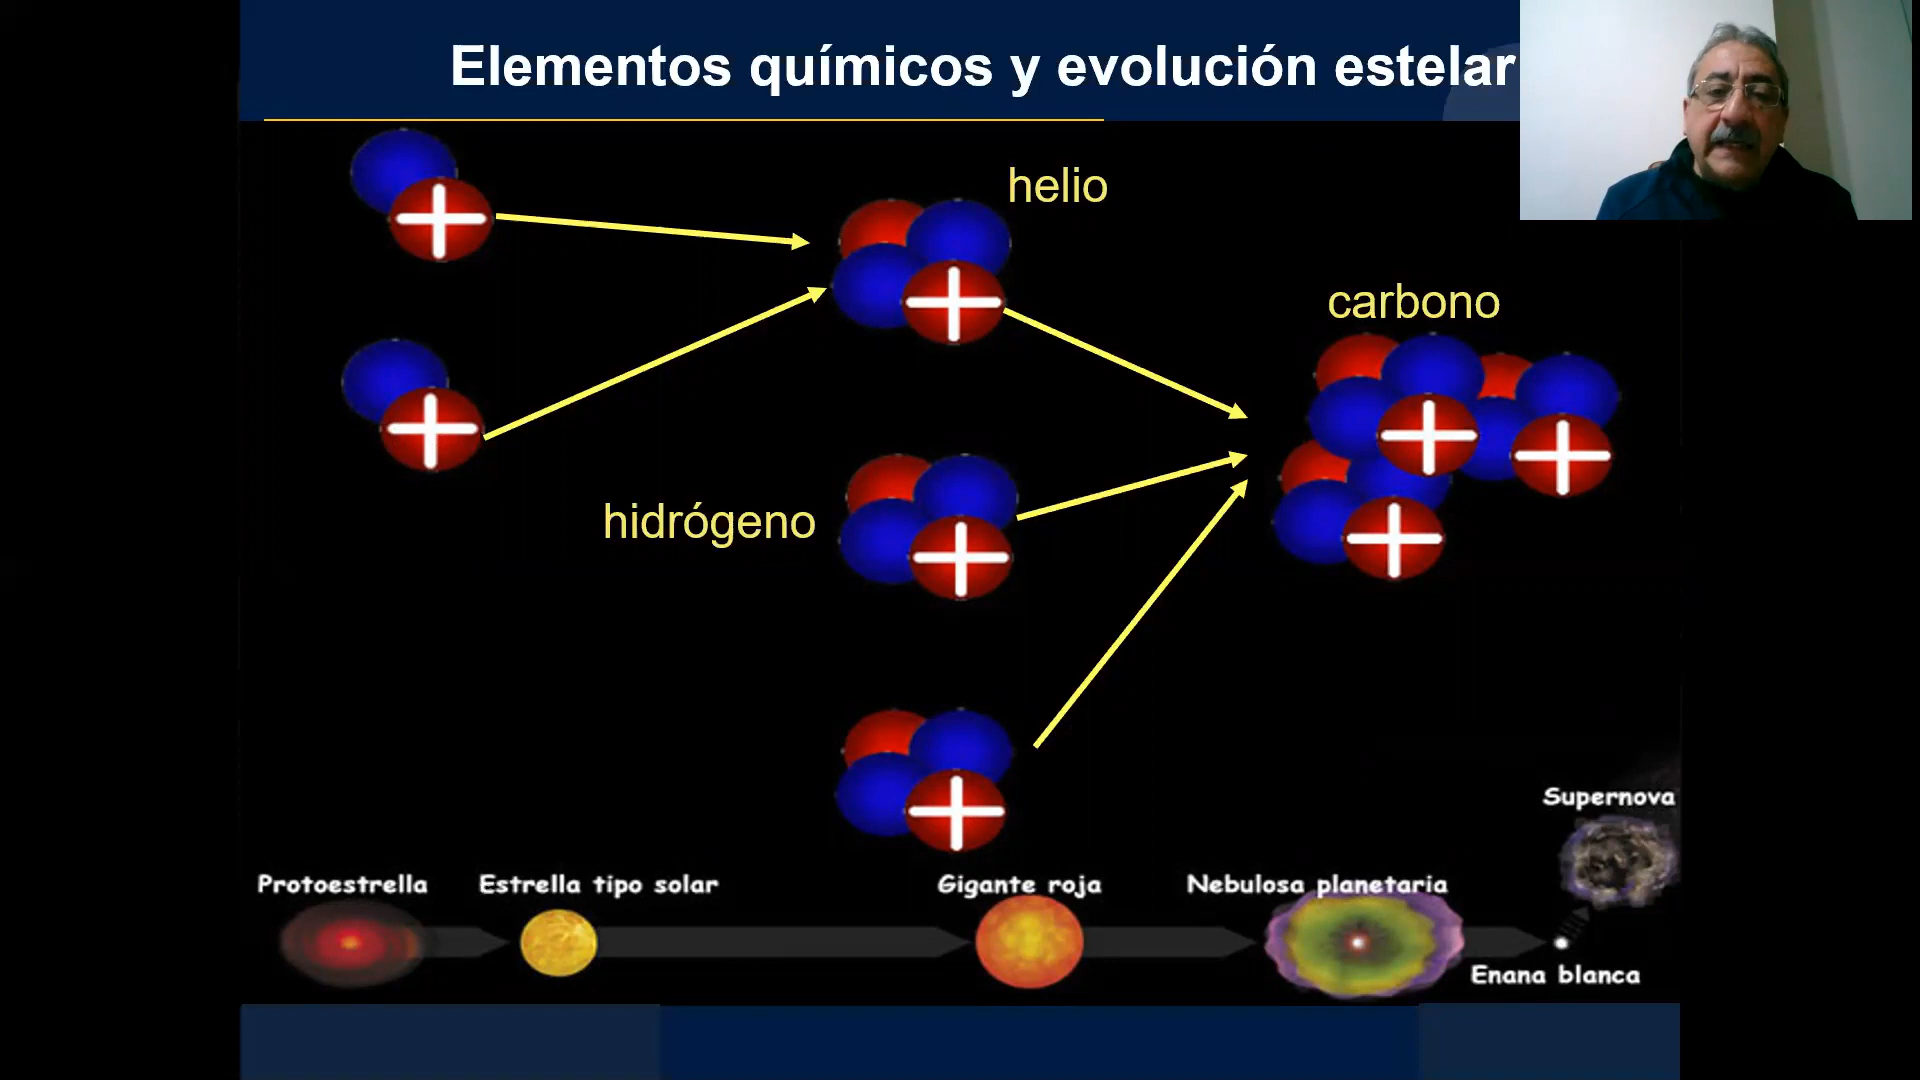 Elementos químicos y evolución estelar
helio
carbono
hidrógeno
Supernova
Protoestrella
Estrella tipo solar
Gigante roja
Nebulosa planetaria
Enana blanca